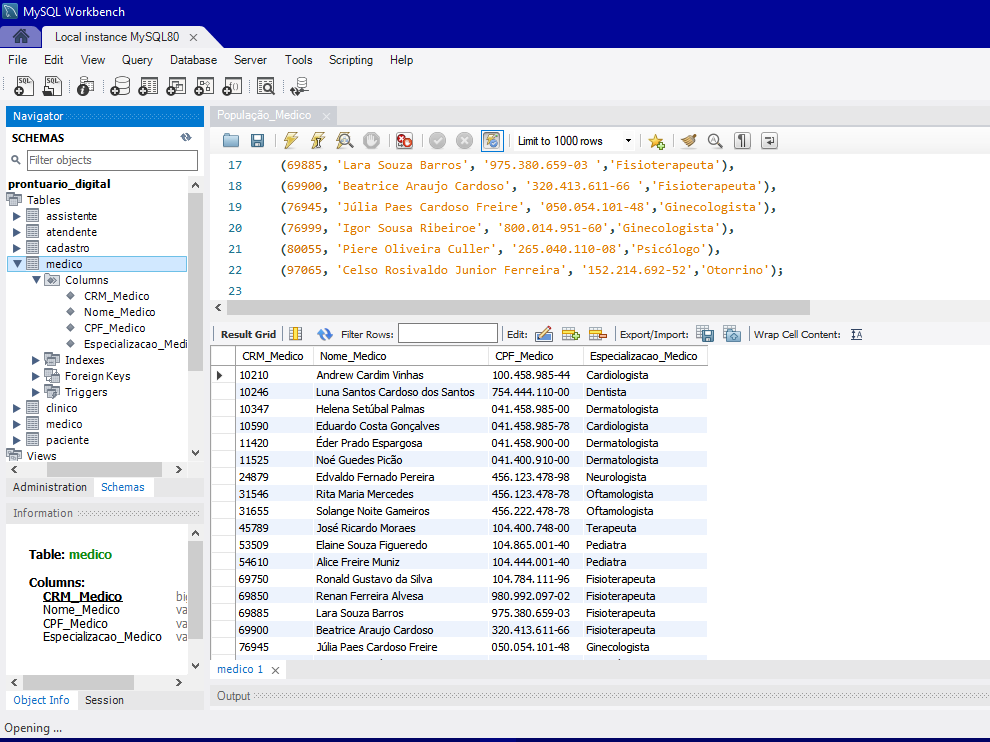 MySQL Workbench
Local instance MySQL80 ×
File Edit View Query Database Server Tools Scripting Help
Navigator
SCHEMAS
Filter objects
prontuario_digital
Tables
assistente
atendente
cadastro
medico
Columns
CRM_Medico
Nome_Medico
CPF_Medico
Especializacao_Medi
Indexes
Foreign Keys
Triggers
clinico
medico
paciente
Views
Administration Schemas
Information
Table: medico
Columns:
CRM_Medico bi
Nome_Medico va
CPF_Medico va
Especializacao_Medico va
Object Info Session
Opening ...
População_Medico ×
Limit to 1000 rows
17 (69885, 'Lara Souza Barros', '975.380.659-03 ','Fisioterapeuta'),
18 (69900, 'Beatrice Araujo Cardoso', '320.413.611-66 ','Fisioterapeuta'),
19 (76945, 'Júlia Paes Cardoso Freire', '050.054.101-48','Ginecologista'),
20 (76999, 'Igor Sousa Ribeiroe', '800.014.951-60','Ginecologista'),
21 (80055, 'Piere Oliveira Culler', '265.040.110-08','Psicólogo'),
22 (97065, 'Celso Rosivaldo Junior Ferreira', '152.214.692-52','Otorrino');
23
Result Grid Filter Rows: Edit: Export/Import: Wrap Cell Content:
CRM_Medico Nome_Medico CPF_Medico Especializacao_Medico
10210 Andrew Cardim Vinhas 100.458.985-44 Cardiologista
10246 Luna Santos Cardoso dos Santos 754.444.110-00 Dentista
10347 Helena Setúbal Palmas 041.458.985-00 Dermatologista
10590 Eduardo Costa Gonçalves 041.458.985-78 Cardiologista
11420 Éder Prado Espargosa 041.458.900-00 Dermatologista
11525 Noé Guedes Picão 041.400.910-00 Dermatologista
24879 Edvaldo Fernado Pereira 456.123.478-98 Neurologista
31546 Rita Maria Mercedes 456.123.478-78 Oftamologista
31655 Solange Noite Gameiros 456.222.478-78 Oftamologista
45789 José Ricardo Moraes 104.400.748-00 Terapeuta
53509 Elaine Souza Figueredo 104.865.001-40 Pediatra
54610 Alice Freire Muniz 104.444.001-40 Pediatra
69750 Ronald Gustavo da Silva 104.784.111-96 Fisioterapeuta
69850 Renan Ferreira Alvesa 980.992.097-02 Fisioterapeuta
69885 Lara Souza Barros 975.380.659-03 Fisioterapeuta
69900 Beatrice Araujo Cardoso 320.413.611-66 Fisioterapeuta
76945 Júlia Paes Cardoso Freire 050.054.101-48 Ginecologista
medico 1 ×
Output